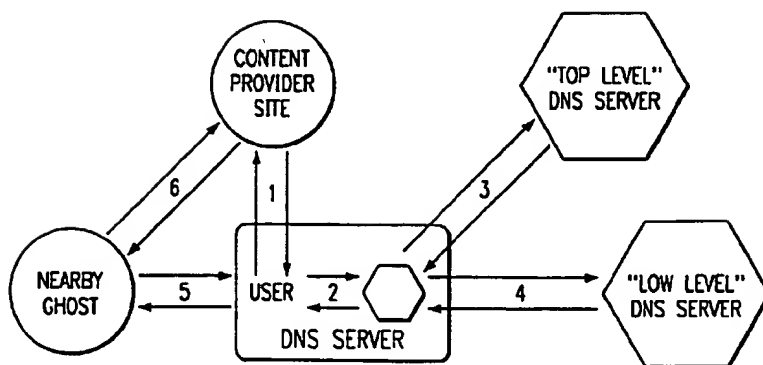 CONTENT
PROVIDER
SITE
"TOP LEVEL"
DNS SERVER
6
1
3
NEARBY
GHOST
5
USER
2
4
"LOW LEVEL"
DNS SERVER
DNS SERVER